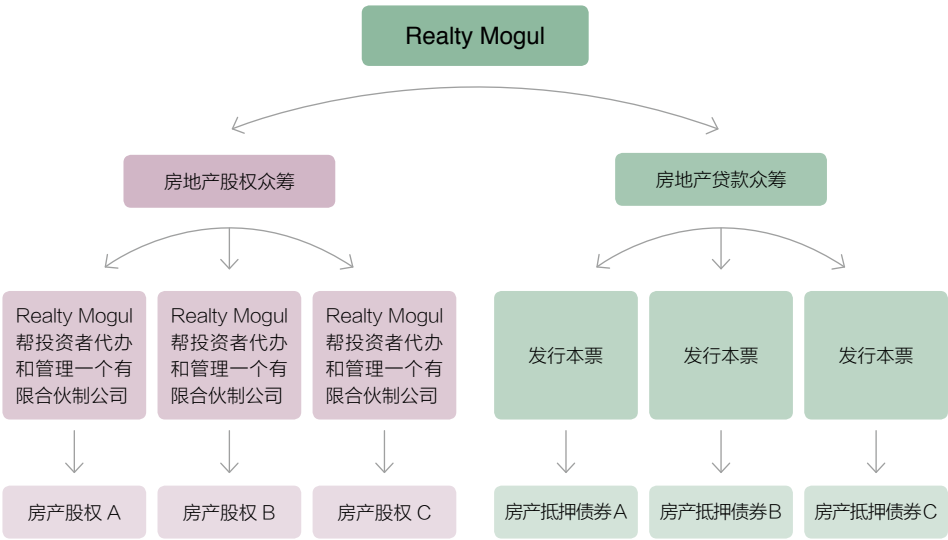 Realty Mogul
房地产股权众筹
房地产贷款众筹
Realty Mogul
帮投资者代办
和管理一个有
限合伙制公司
Realty Mogul
帮投资者代办
和管理一个有
限合伙制公司
Realty Mogul
帮投资者代办
和管理一个有
限合伙制公司
发行本票
发行本票
发行本票
房产股权 A
房产股权 B
房产股权 C
房产抵押债券A
房产抵押债券B
房产抵押债券C